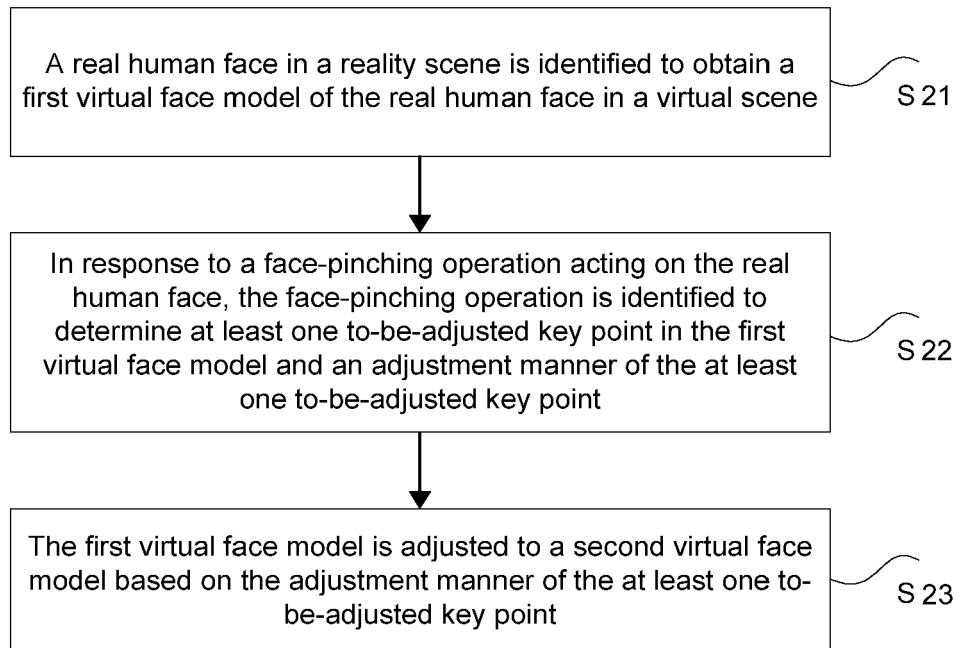 A real human face in a reality scene is identified to obtain a
first virtual face model of the real human face in a virtual scene
S 21
In response to a face-pinching operation acting on the real
human face, the face-pinching operation is identified to
determine at least one to-be-adjusted key point in the first
virtual face model and an adjustment manner of the at least
one to-be-adjusted key point
S 22
The first virtual face model is adjusted to a second virtual face
model based on the adjustment manner of the at least one to-
be-adjusted key point
S 23